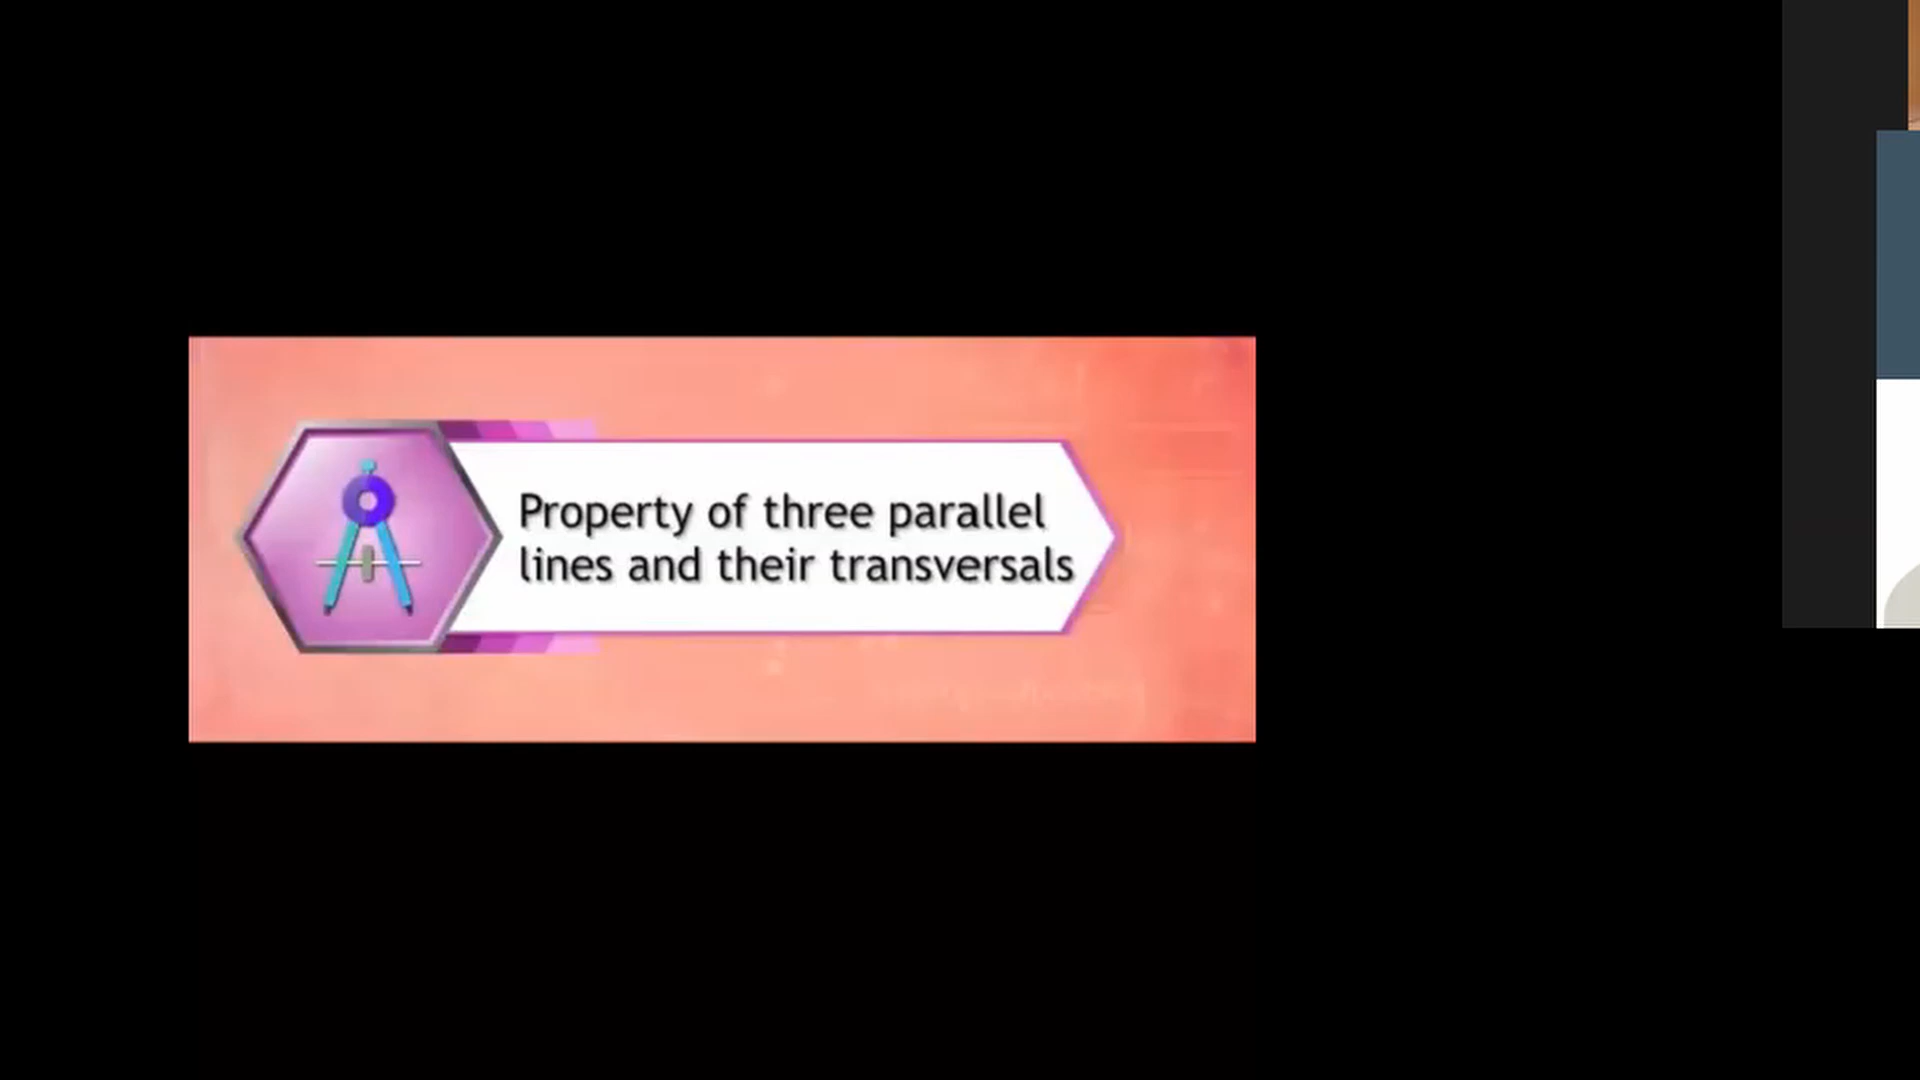 Property of three parallel
lines and their transversals